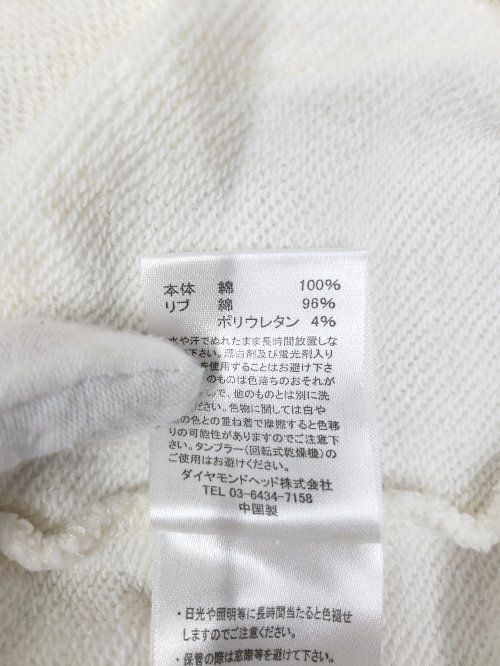 本体 綿 100%
リブ 綿 96%
ポリウレタン 4%
水や汗でぬれたまま長時間放置しな
下さい。漂白剤及び蛍光剤入り
を使用することはお避け下さ
のものは色落ちのおそれが
ので、他のものとは別に洗
ださい。色物に関しては白や
の色との重ね着で摩擦すると色移
りの可能性がありますのでご注意下
さい。タンブラー(回転式乾燥機)の
ご使用はお避けください。
ダイヤモンドヘッド株式会社
TEL 03-6434-7158
中国製
・日光や照明等に長時間当たると色褪せ
しますのでご注意ください。
・保管の際は窓際等を避けて下さい。